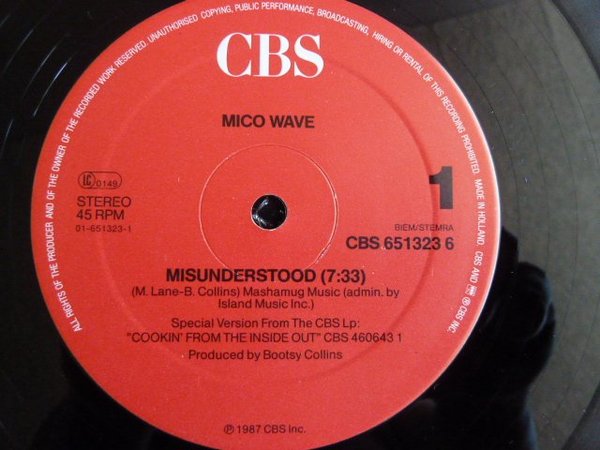 ALL RIGHTS OF THE PRODUCER AND OF THE OWNER OF THE RECORDED WORK RESERVED. UNAUTHORISED COPYING, PUBLIC PERFORMANCE, BROADCASTING, HIRING OR RENTAL OF THIS RECORDING PROHIBITED. MADE IN HOLLAND. CBS AND ℗ CBS INC.
CBS
MICO WAVE
LC 0149
STEREO
45 RPM
01-651323-1
1
BIEM/STEMRA
CBS 651323 6
MISUNDERSTOOD (7:33)
(M. Lane-B. Collins) Mashamug Music (admin. by
Island Music Inc.)
Special Version From The CBS Lp:
"COOKIN' FROM THE INSIDE OUT" CBS 460643 1
Produced by Bootsy Collins
℗ 1987 CBS Inc.